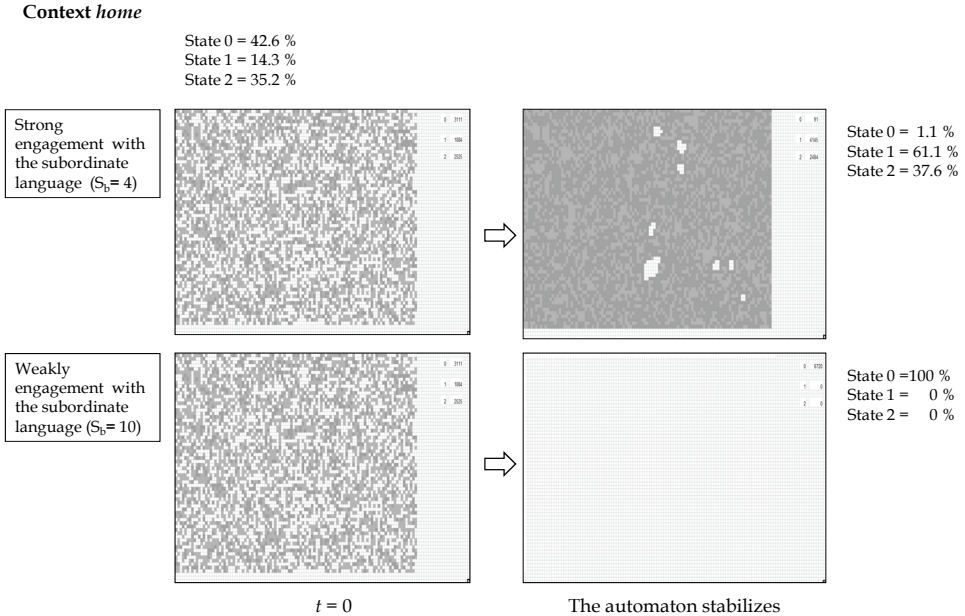 Context home
State 0 = 42.6 %
State 1 = 14.3 %
State 2 = 35.2 %
Strong
engagement with
the subordinate
language (Sb= 4)
0 3111
1
2 2525
0 91
1 4145
2 2484
State 0 = 1.1 %
State 1 = 61.1 %
State 2 = 37.6 %
Weakly
engagement with
the subordinate
language (Sb= 10)
0 3111
1
2 2525
0 6720
1 0
2 0
State 0 =100 %
State 1 = 0 %
State 2 = 0 %
t = 0
The automaton stabilizes